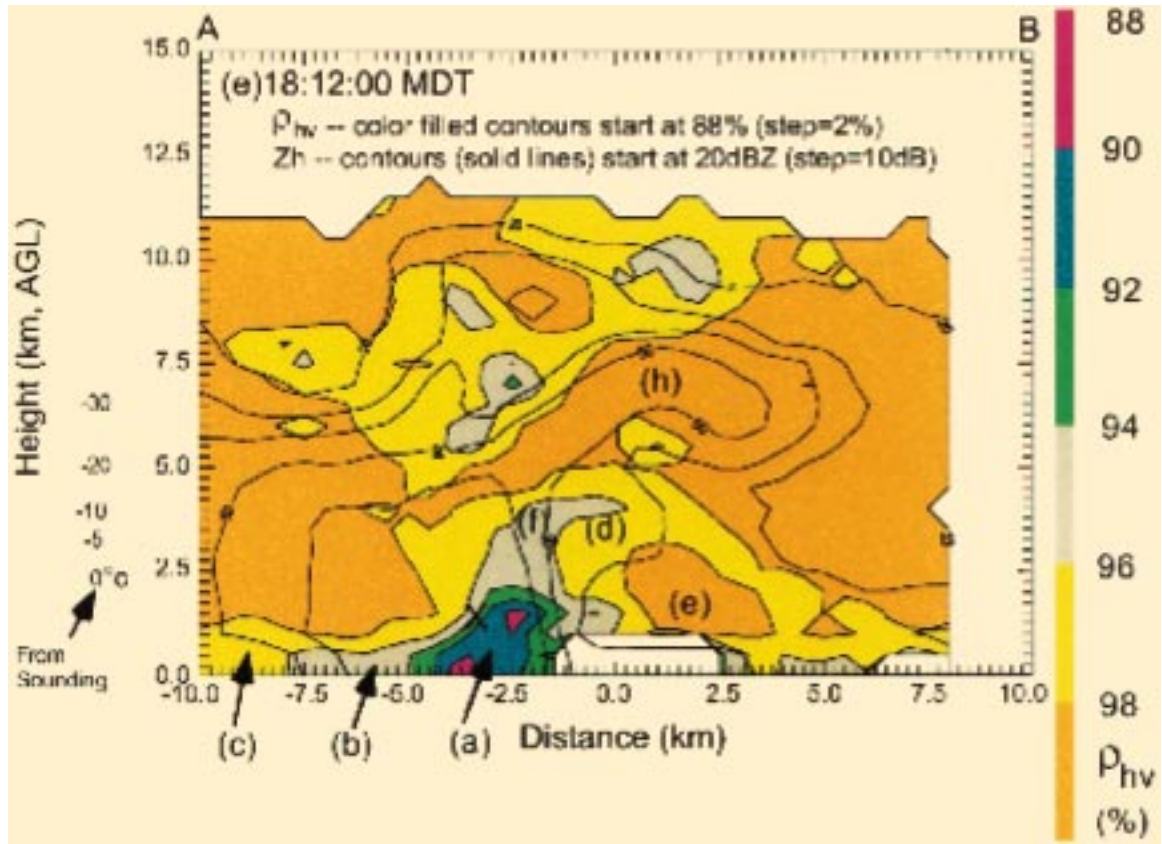 A B
(e)18:12:00 MDT
ρhv -- color filled contours start at 88% (step=2%)
Zh -- contours (solid lines) start at 20dBZ (step=10dB)
Height (km, AGL)
15.0
12.5
10.0
7.5
5.0
2.5
0.0
-30
-20
-10
-5
0°C
From
Sounding
(h)
(f)
(d)
(e)
-10.0 -7.5 -5.0 -2.5 0.0 2.5 5.0 7.5 10.0
(c) (b) (a) Distance (km)
88
90
92
94
96
98
ρhv
(%)